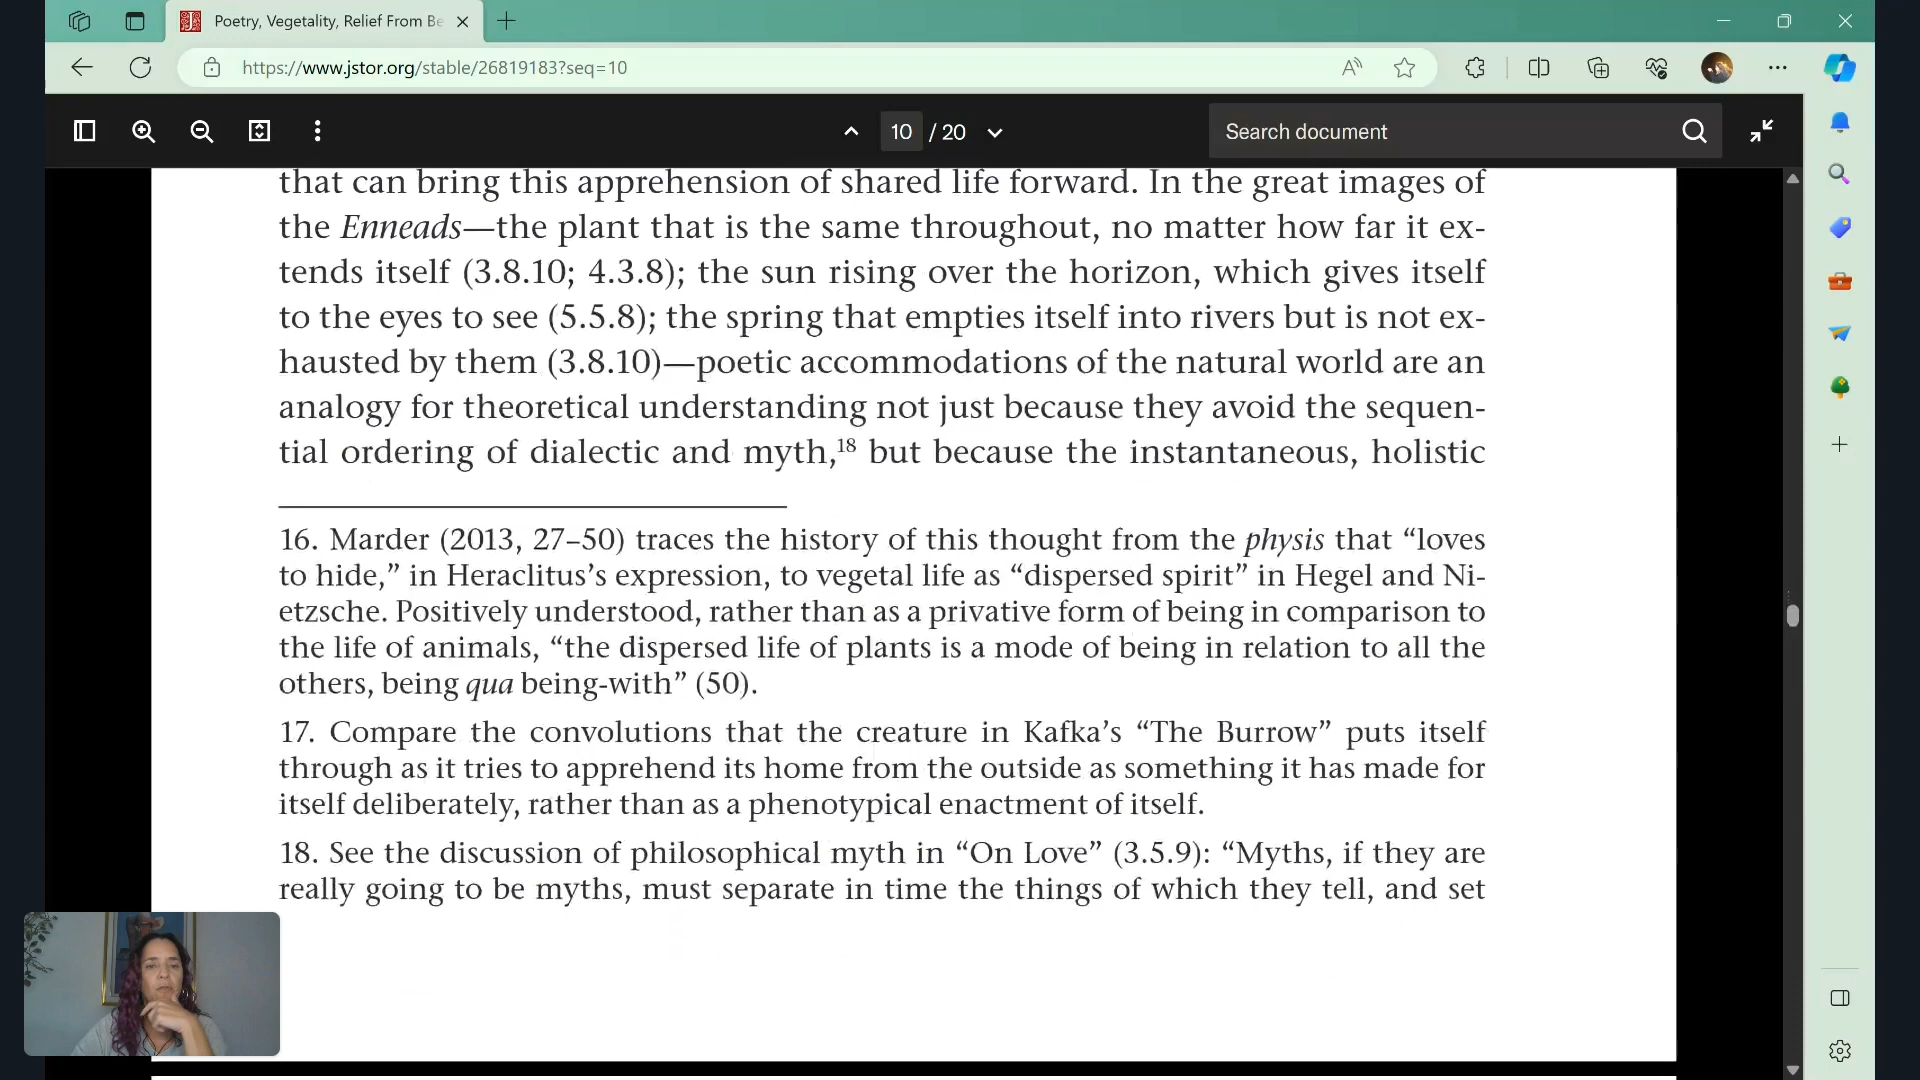 Poetry, Vegetality, Relief From Be
https://www.jstor.org/stable/26819183?seq=10
10 / 20
Search document
that can bring this apprehension of shared life forward. In the great images of
the Enneads—the plant that is the same throughout, no matter how far it ex-
tends itself (3.8.10; 4.3.8); the sun rising over the horizon, which gives itself
to the eyes to see (5.5.8); the spring that empties itself into rivers but is not ex-
hausted by them (3.8.10)—poetic accommodations of the natural world are an
analogy for theoretical understanding not just because they avoid the sequen-
tial ordering of dialectic and myth,18 but because the instantaneous, holistic
16. Marder (2013, 27–50) traces the history of this thought from the physis that “loves
to hide,” in Heraclitus’s expression, to vegetal life as “dispersed spirit” in Hegel and Ni-
etzsche. Positively understood, rather than as a privative form of being in comparison to
the life of animals, “the dispersed life of plants is a mode of being in relation to all the
others, being qua being-with” (50).
17. Compare the convolutions that the creature in Kafka’s “The Burrow” puts itself
through as it tries to apprehend its home from the outside as something it has made for
itself deliberately, rather than as a phenotypical enactment of itself.
18. See the discussion of philosophical myth in “On Love” (3.5.9): “Myths, if they are
really going to be myths, must separate in time the things of which they tell, and set